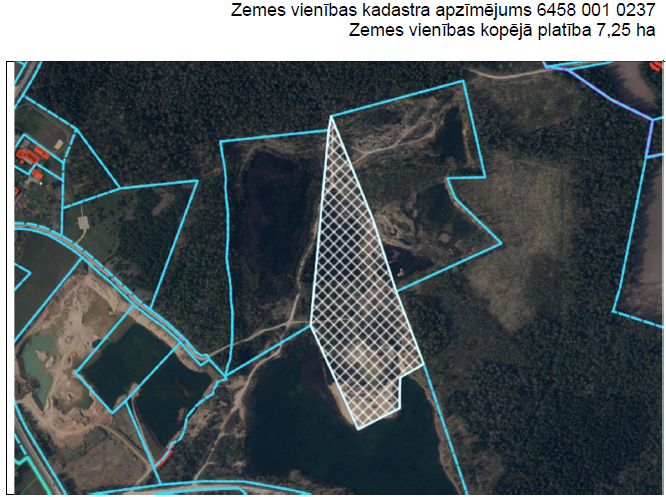 Zemes vienības kadastra apzīmējums 6458 001 0237
Zemes vienības kopējā platība 7,25 ha